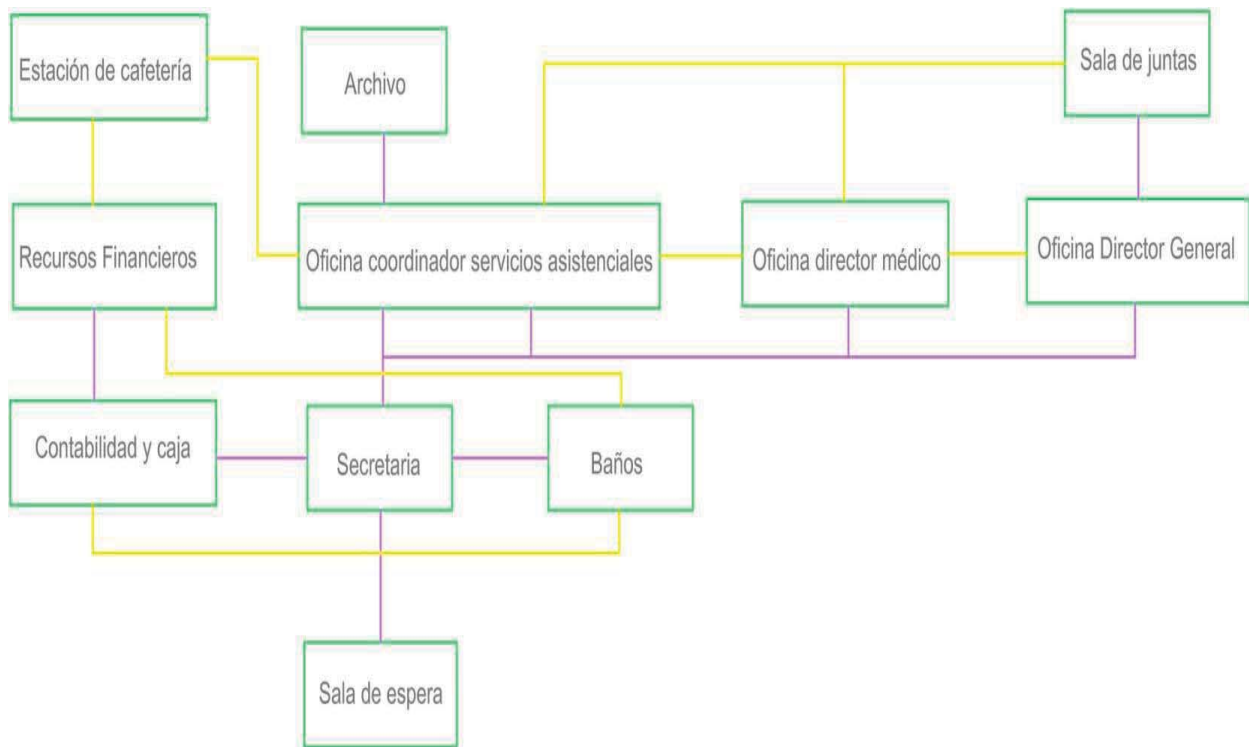 Estación de cafetería
Archivo
Sala de juntas
Recursos Financieros
Oficina coordinador servicios asistenciales
Oficina director médico
Oficina Director General
Contabilidad y caja
Secretaria
Baños
Sala de espera